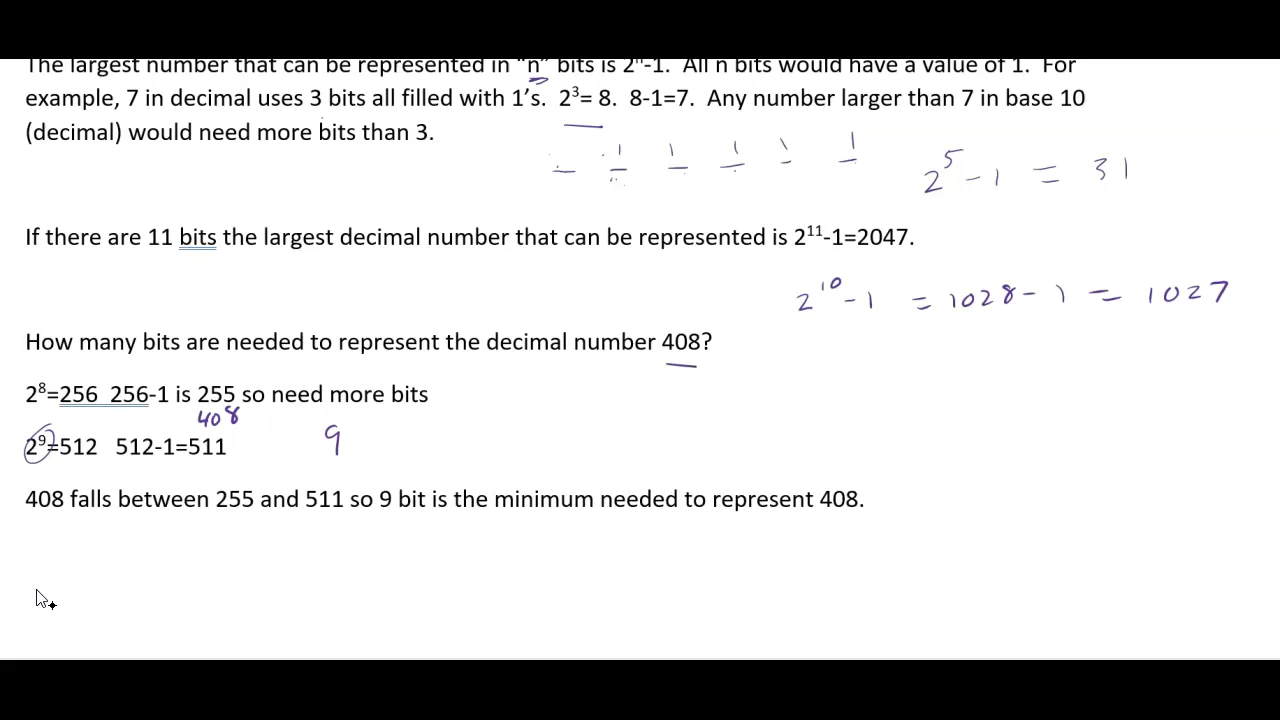 The largest number that can be represented in "n" bits is 2ⁿ-1. All n bits would have a value of 1. For
example, 7 in decimal uses 3 bits all filled with 1's. 2³= 8. 8-1=7. Any number larger than 7 in base 10
(decimal) would need more bits than 3.
1 1 1 1 1
2⁵ - 1 = 31
If there are 11 bits the largest decimal number that can be represented is 2¹¹-1=2047.
2¹⁰ - 1 = 1028 - 1 = 1027
How many bits are needed to represent the decimal number 408?
2⁸=256 256-1 is 255 so need more bits
408
2⁹=512 512-1=511 9
408 falls between 255 and 511 so 9 bit is the minimum needed to represent 408.